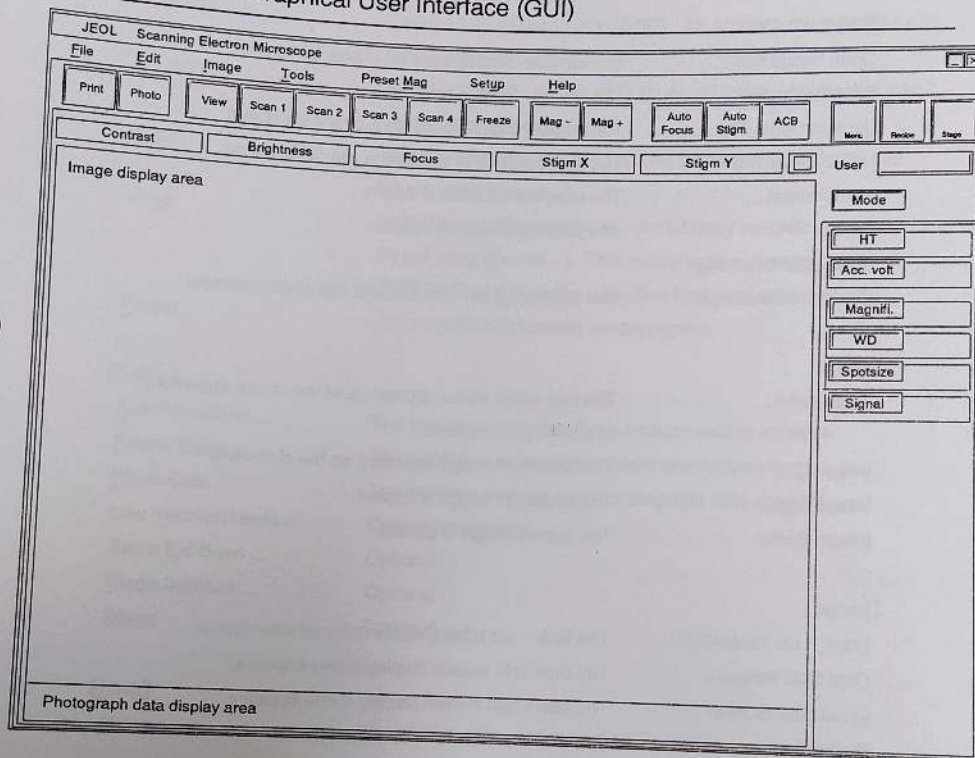 Graphical User Interface (GUI)
JEOL Scanning Electron Microscope
File Edit Image Tools Preset Mag Setup Help
Print Photo View Scan 1 Scan 2 Scan 3 Scan 4 Freeze Mag - Mag + Auto Focus Auto Stigm ACB Stage
Contrast Brightness Focus Stigm X Stigm Y User
Image display area
Mode
HT
Acc. volt
Magnifi.
WD
Spotsize
Signal
Photograph data display area